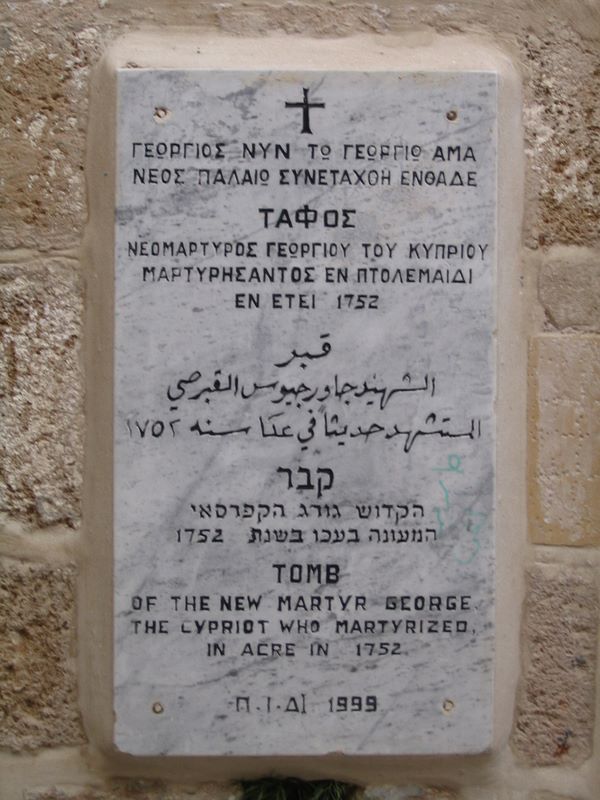 ΓΕΩΡΓΙΟΣ ΝΥΝ ΤΩ ΓΕΩΡΓΙΩ ΑΜΑ
ΝΕΟΣ ΠΑΛΑΙΩ ΣΥΝΕΤΑΧΟΗ ΕΝΘΑΔΕ
ΤΑΦΟΣ
ΝΕΟΜΑΡΤΥΡΟΣ ΓΕΩΡΓΙΟΥ ΤΟΥ ΚΥΠΡΙΟΥ
ΜΑΡΤΥΡΗΣΑΝΤΟΣ ΕΝ ΠΤΟΛΕΜΑΙΔΙ
ΕΝ ΕΤΕΙ 1752
قبر
الشهيد جاورجيوس القبرصي
المستشهد حديثاً في عكا سنه ١٧٥٢
קבר
הקדוש גורג הקפרסאי
המעונה בעכו בשנת 1752
TOMB
OF THE NEW MARTYR GEORGE.
THE CYPRIOT WHO MARTYRIZED,
IN ACRE IN 1752
Π.Ι.ΔΙ 1999